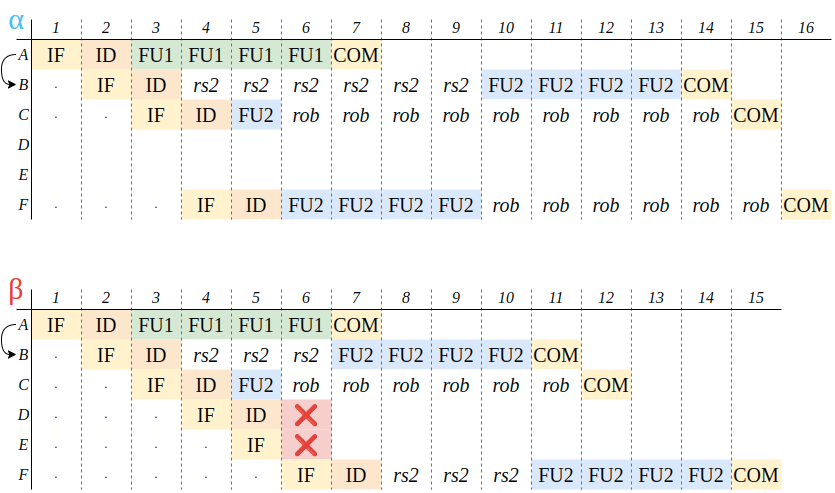 α 1 2 3 4 5 6 7 8 9 10 11 12 13 14 15 16
A IF ID FU1 FU1 FU1 FU1 COM
B . IF ID rs2 rs2 rs2 rs2 rs2 rs2 FU2 FU2 FU2 FU2 COM
C . . IF ID FU2 rob rob rob rob rob rob rob rob rob COM
D
E
F . . . IF ID FU2 FU2 FU2 FU2 rob rob rob rob rob rob COM
β 1 2 3 4 5 6 7 8 9 10 11 12 13 14 15
A IF ID FU1 FU1 FU1 FU1 COM
B . IF ID rs2 rs2 rs2 FU2 FU2 FU2 FU2 COM
C . . IF ID FU2 rob rob rob rob rob rob COM
D . . . IF ID
E . . . . IF
F . . . . . IF ID rs2 rs2 rs2 FU2 FU2 FU2 FU2 COM